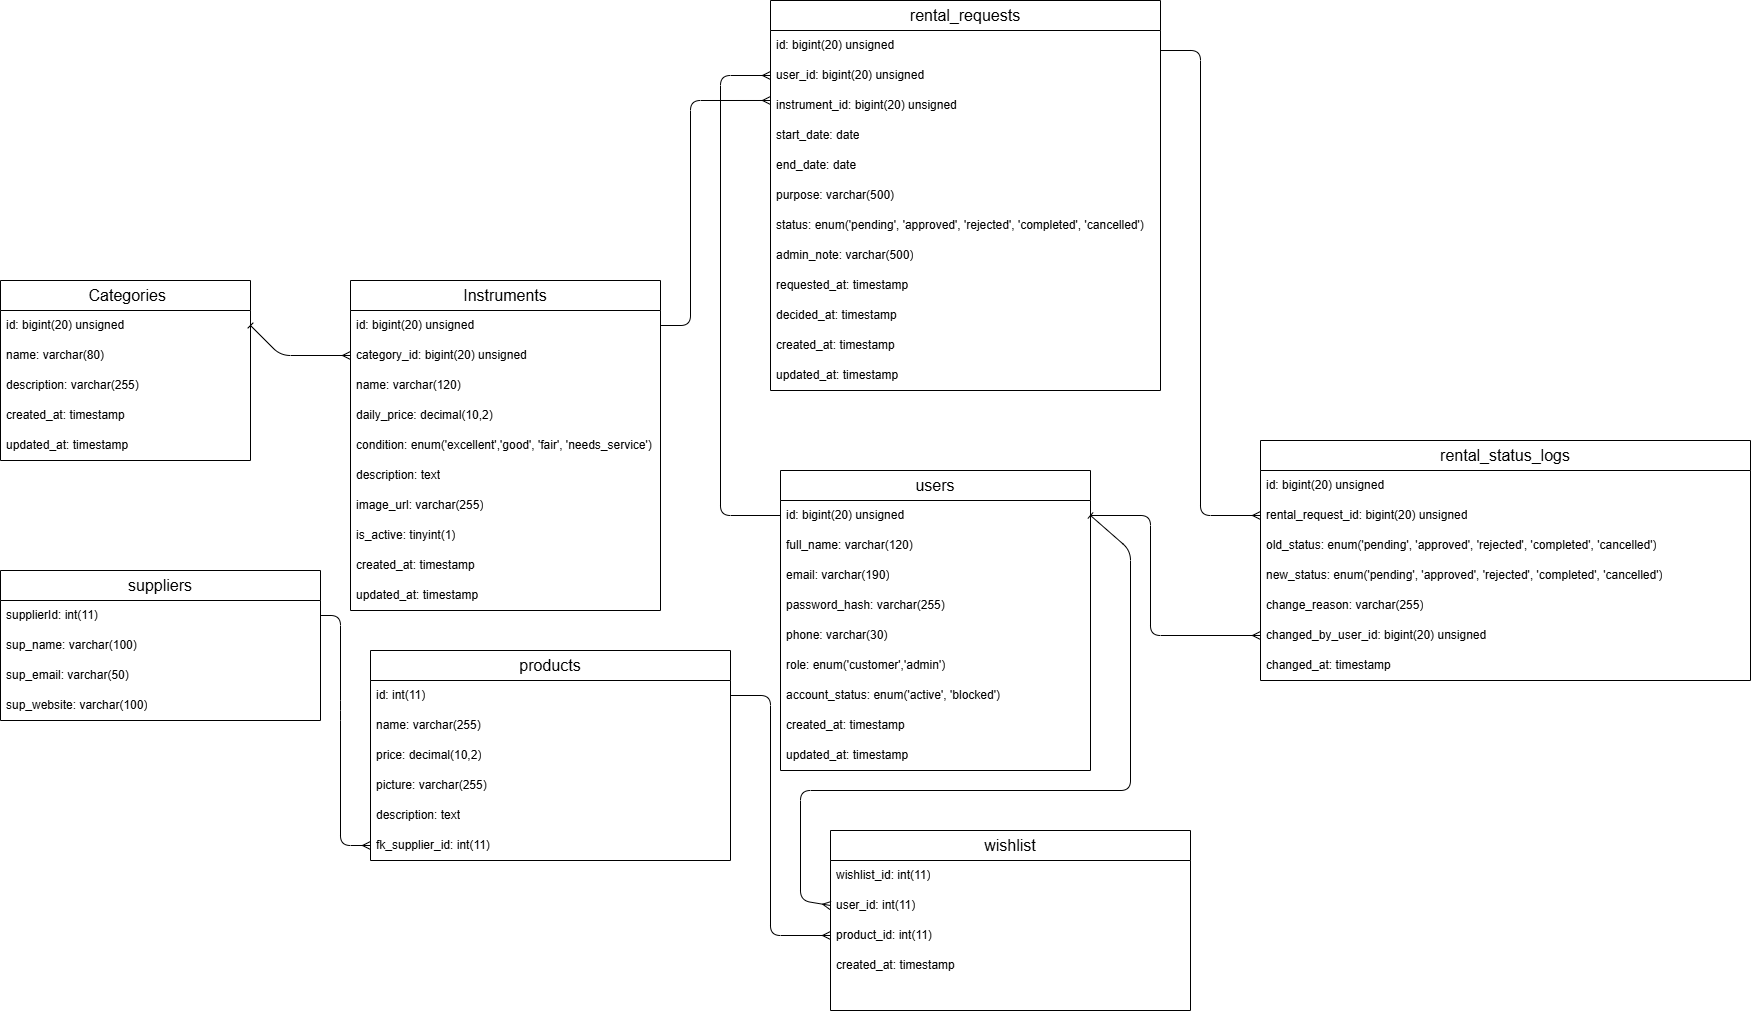 rental_requests
id: bigint(20) unsigned
user_id: bigint(20) unsigned
instrument_id: bigint(20) unsigned
start_date: date
end_date: date
purpose: varchar(500)
status: enum('pending', 'approved', 'rejected', 'completed', 'cancelled')
admin_note: varchar(500)
requested_at: timestamp
decided_at: timestamp
created_at: timestamp
updated_at: timestamp
Categories
id: bigint(20) unsigned
name: varchar(80)
description: varchar(255)
created_at: timestamp
updated_at: timestamp
Instruments
id: bigint(20) unsigned
category_id: bigint(20) unsigned
name: varchar(120)
daily_price: decimal(10,2)
condition: enum('excellent','good', 'fair', 'needs_service')
description: text
image_url: varchar(255)
is_active: tinyint(1)
created_at: timestamp
updated_at: timestamp
rental_status_logs
id: bigint(20) unsigned
rental_request_id: bigint(20) unsigned
old_status: enum('pending', 'approved', 'rejected', 'completed', 'cancelled')
new_status: enum('pending', 'approved', 'rejected', 'completed', 'cancelled')
change_reason: varchar(255)
changed_by_user_id: bigint(20) unsigned
changed_at: timestamp
users
id: bigint(20) unsigned
full_name: varchar(120)
email: varchar(190)
password_hash: varchar(255)
phone: varchar(30)
role: enum('customer','admin')
account_status: enum('active', 'blocked')
created_at: timestamp
updated_at: timestamp
suppliers
supplierId: int(11)
sup_name: varchar(100)
sup_email: varchar(50)
sup_website: varchar(100)
products
id: int(11)
name: varchar(255)
price: decimal(10,2)
picture: varchar(255)
description: text
fk_supplier_id: int(11)
wishlist
wishlist_id: int(11)
user_id: int(11)
product_id: int(11)
created_at: timestamp